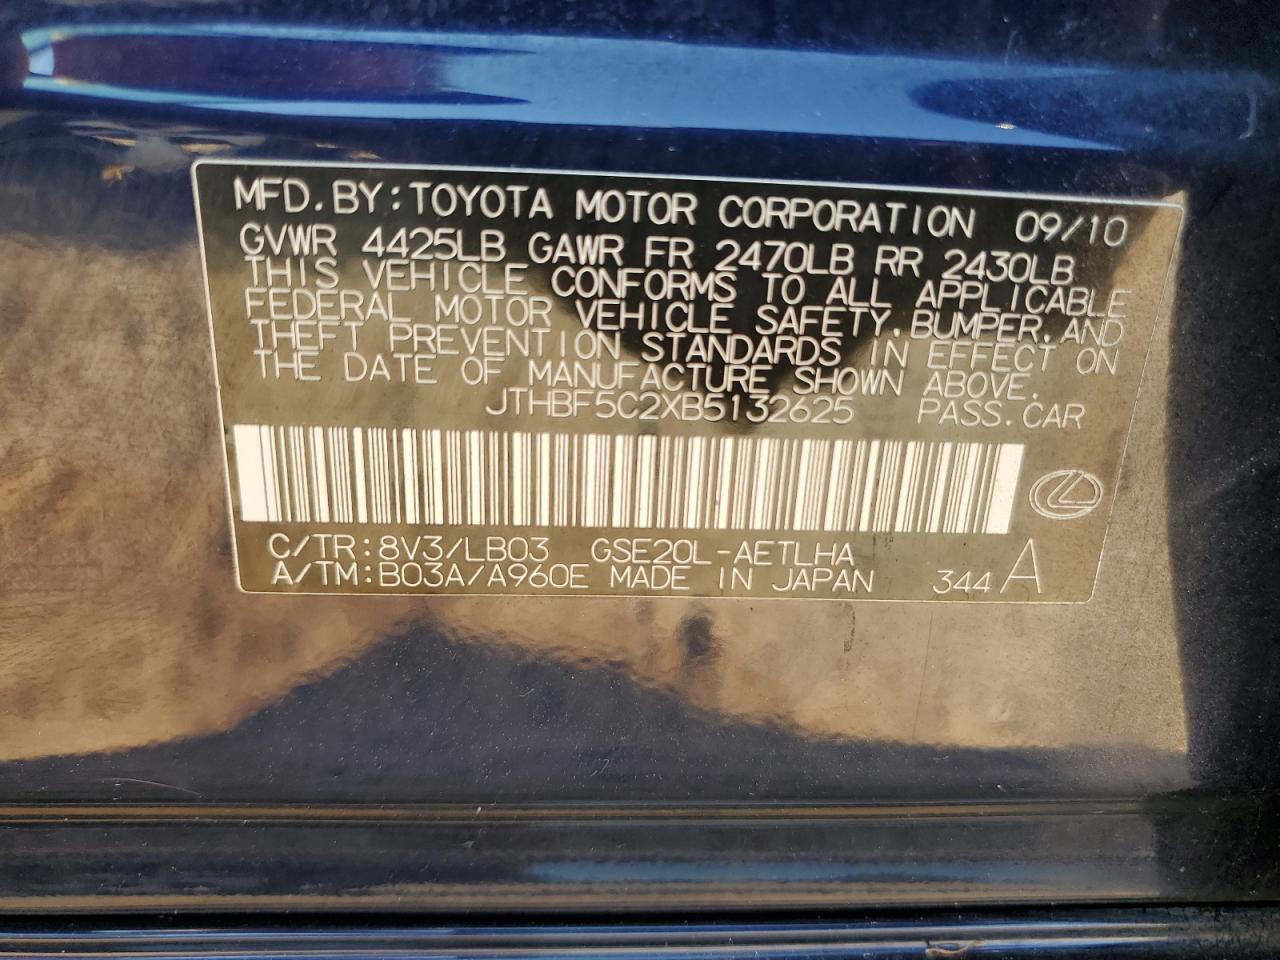 MFD. BY: TOYOTA MOTOR CORPORATION 09/10
GVWR 4425LB GAWR FR 2470LB RR 2430LB
THIS VEHICLE CONFORMS TO ALL APPLICABLE
FEDERAL MOTOR VEHICLE SAFETY, BUMPER, AND
THEFT PREVENTION STANDARDS IN EFFECT ON
THE DATE OF MANUFACTURE SHOWN ABOVE.
JTHBF5C2XB5132625 PASS. CAR
C/TR: 8V3/LB03 GSE20L-AETLHA
A/TM: B03A/A960E MADE IN JAPAN 344 A